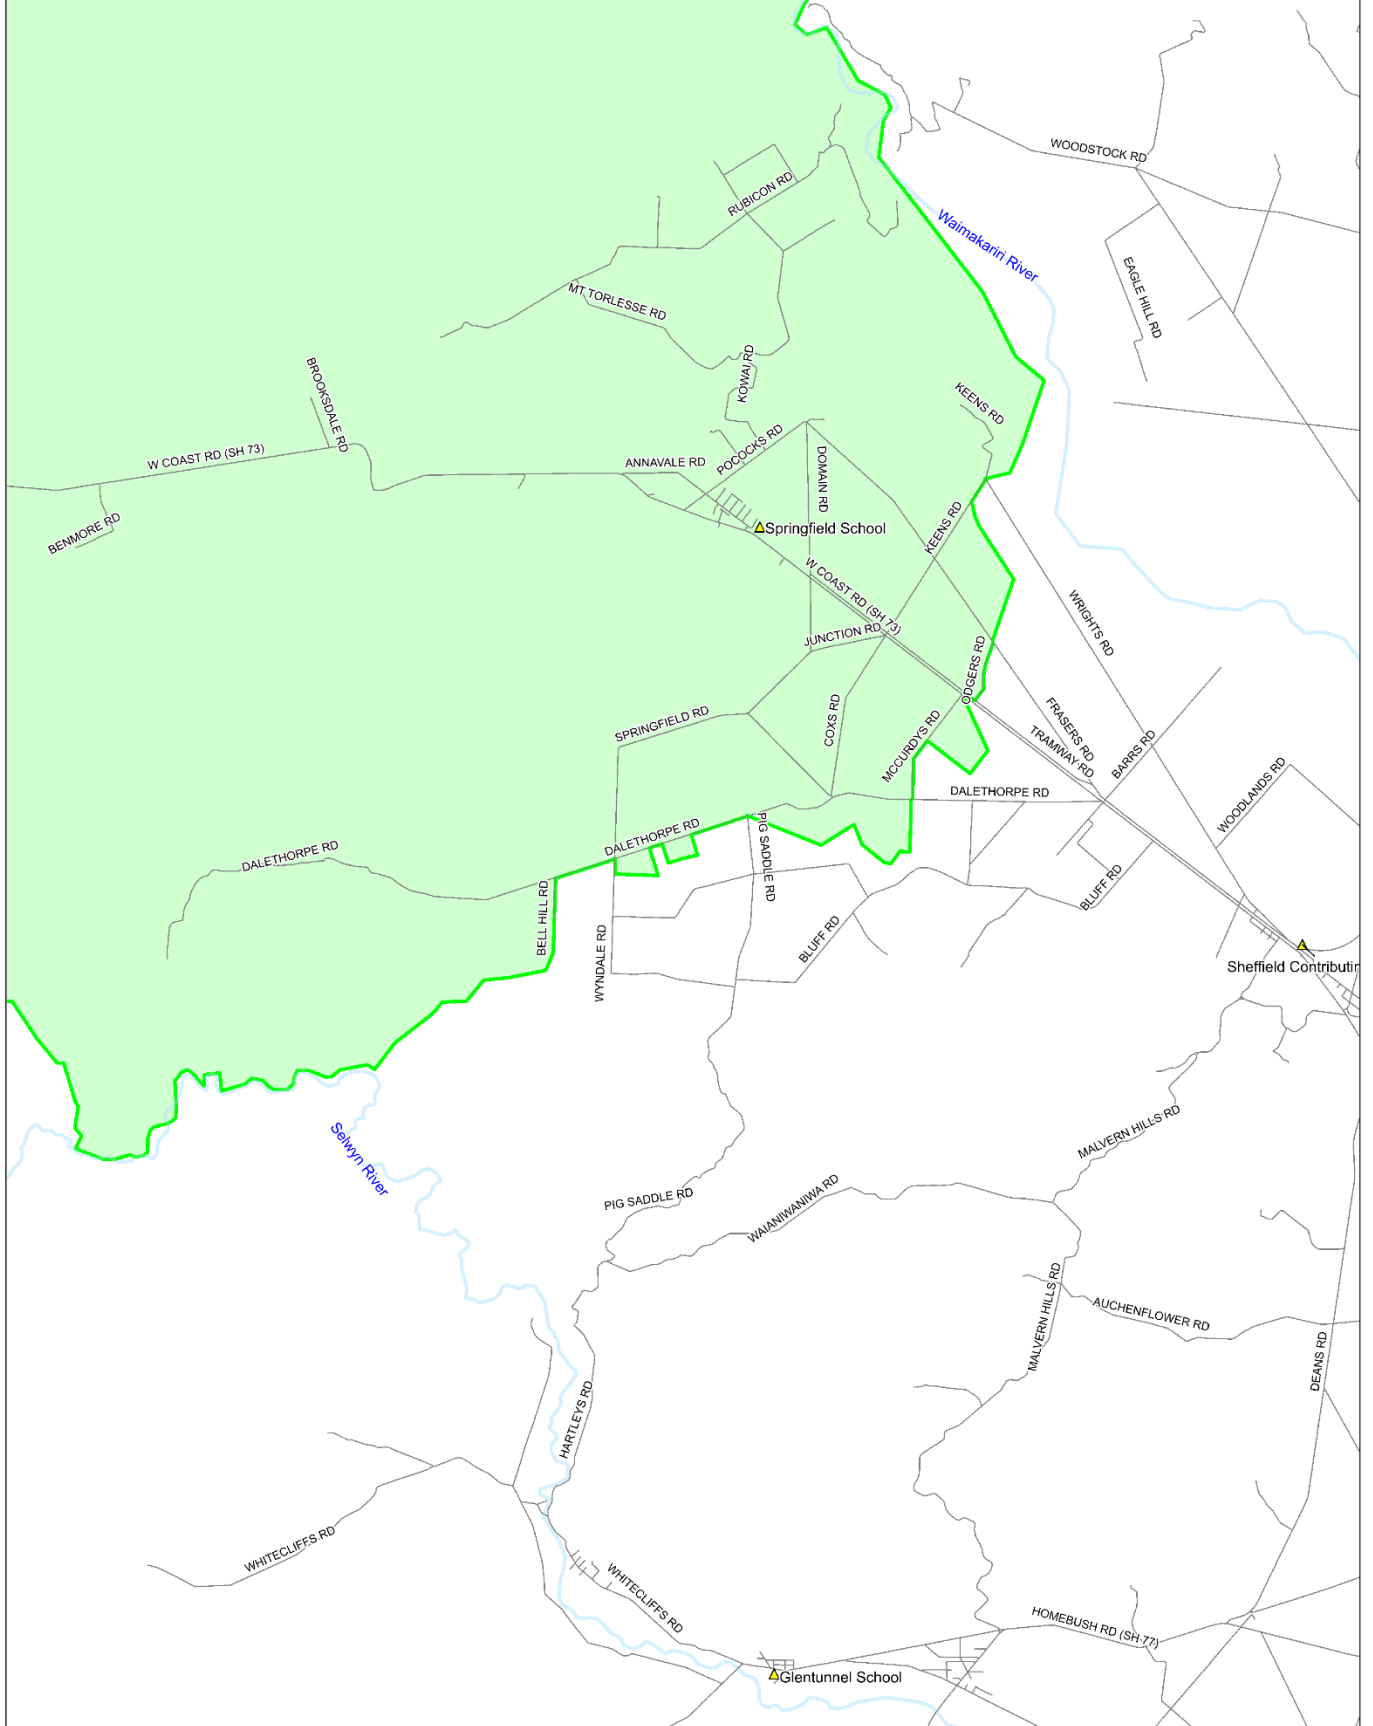 WOODSTOCK RD
RUBICON RD
Waimakariri River
EAGLE HILL RD
MT TORLESSE RD
KOWAI RD
BROOKSDALE RD
KEENS RD
W COAST RD (SH 73)
ANNAVALE RD
POCOCKS RD
DOMAIN RD
BENMORE RD
Springfield School
KEENS RD
W COAST RD (SH 73)
WRIGHTS RD
JUNCTION RD
ODGERS RD
SPRINGFIELD RD
COXS RD
MCCURDYS RD
FRASERS RD
TRAMWAY RD
BARRS RD
DALETHORPE RD
WOODLANDS RD
DALETHORPE RD
DALETHORPE RD
PIG SADDLE RD
BELL HILL RD
BLUFF RD
WYNDALE RD
BLUFF RD
Sheffield Contributin
MALVERN HILLS RD
Selwyn River
PIG SADDLE RD
WAIANIWANIWA RD
MALVERN HILLS RD
AUCHENFLOWER RD
DEANS RD
HARTLEYS RD
WHITECLIFFS RD
WHITECLIFFS RD
HOMEBUSH RD (SH 77)
Glentunnel School